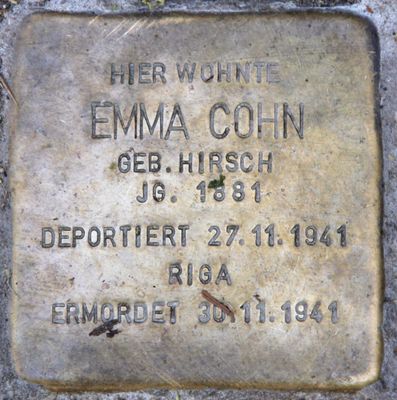 HIER WOHNTE
EMMA COHN
GEB. HIRSCH
JG. 1881
DEPORTIERT 27.11.1941
RIGA
ERMORDET 30.11.1941